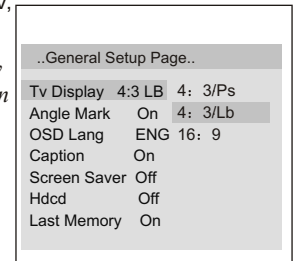 v,
,
n
..General Setup Page..
Tv Display 4:3 LB 4：3/Ps
Angle Mark On 4：3/Lb
OSD Lang ENG 16：9
Caption On
Screen Saver Off
Hdcd Off
Last Memory On